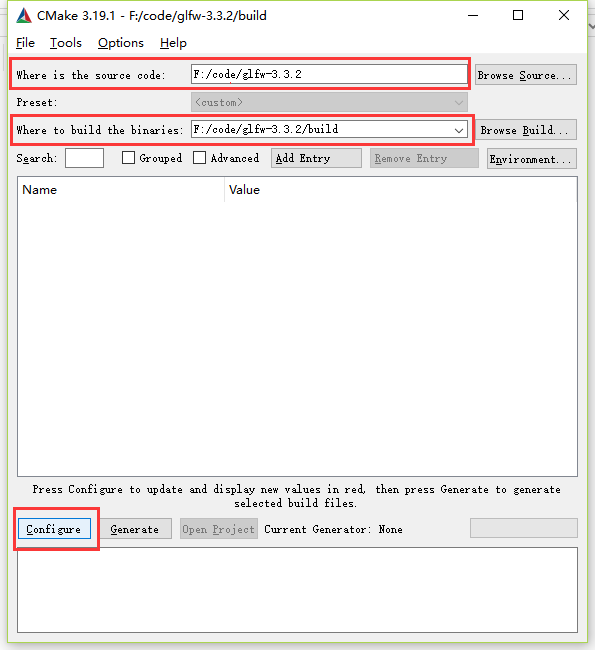 CMake 3.19.1 - F:/code/glfw-3.3.2/build
File Tools Options Help
Where is the source code: F:/code/glfw-3.3.2 Browse Source...
Preset: <custom>
Where to build the binaries: F:/code/glfw-3.3.2/build Browse Build...
Search: Grouped Advanced Add Entry Remove Entry Environment...
Name Value
Press Configure to update and display new values in red, then press Generate to generate
selected build files.
Configure Generate Open Project Current Generator: None